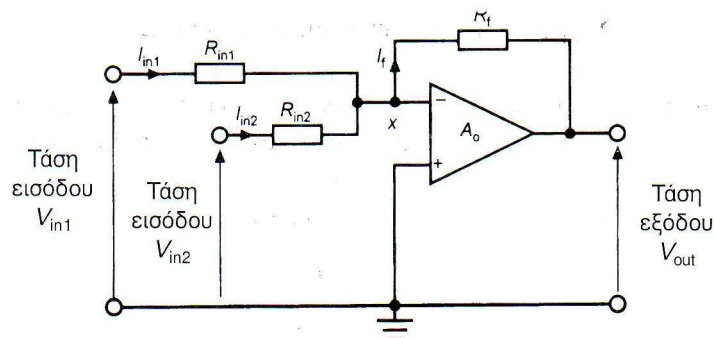 R_f
I_in1
R_in1
I_f
I_in2
R_in2
x
−
A_o
+
Τάση
εισόδου
V_in1
Τάση
εισόδου
V_in2
Τάση
εξόδου
V_out